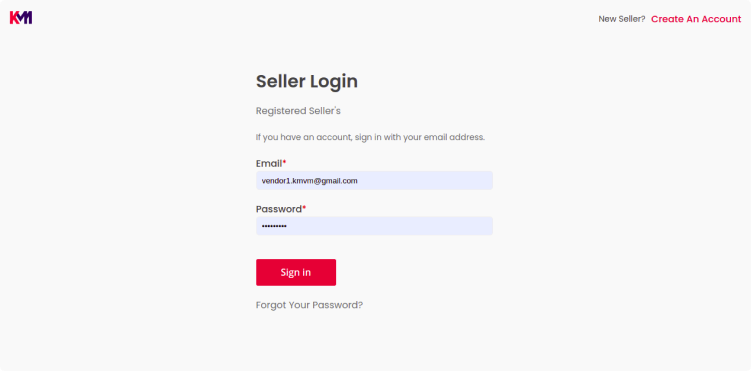 KVM
New Seller? Create An Account
Seller Login
Registered Seller's
If you have an account, sign in with your email address.
Email*
vendor1.kmvm@gmail.com
Password*
•••••••••
Sign in
Forgot Your Password?